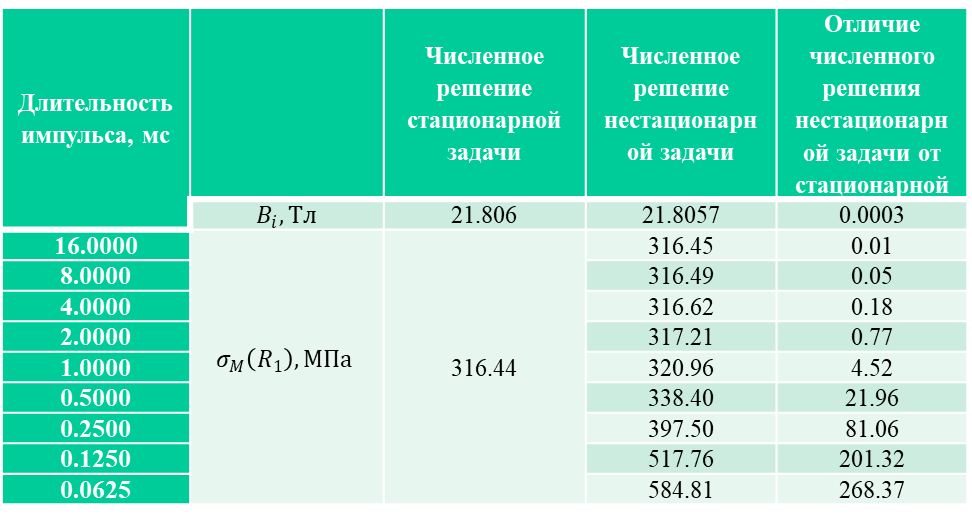 Длительность
импульса, мс
Численное
решение
стационарной
задачи
Численное
решение
нестационарн
ой задачи
Отличие
численного
решения
нестационарн
ой задачи от
стационарной
B_i, Тл 21.806 21.8057 0.0003
16.0000 316.45 0.01
8.0000 316.49 0.05
4.0000 316.62 0.18
2.0000 317.21 0.77
1.0000 σ_M(R_1), МПа 316.44 320.96 4.52
0.5000 338.40 21.96
0.2500 397.50 81.06
0.1250 517.76 201.32
0.0625 584.81 268.37